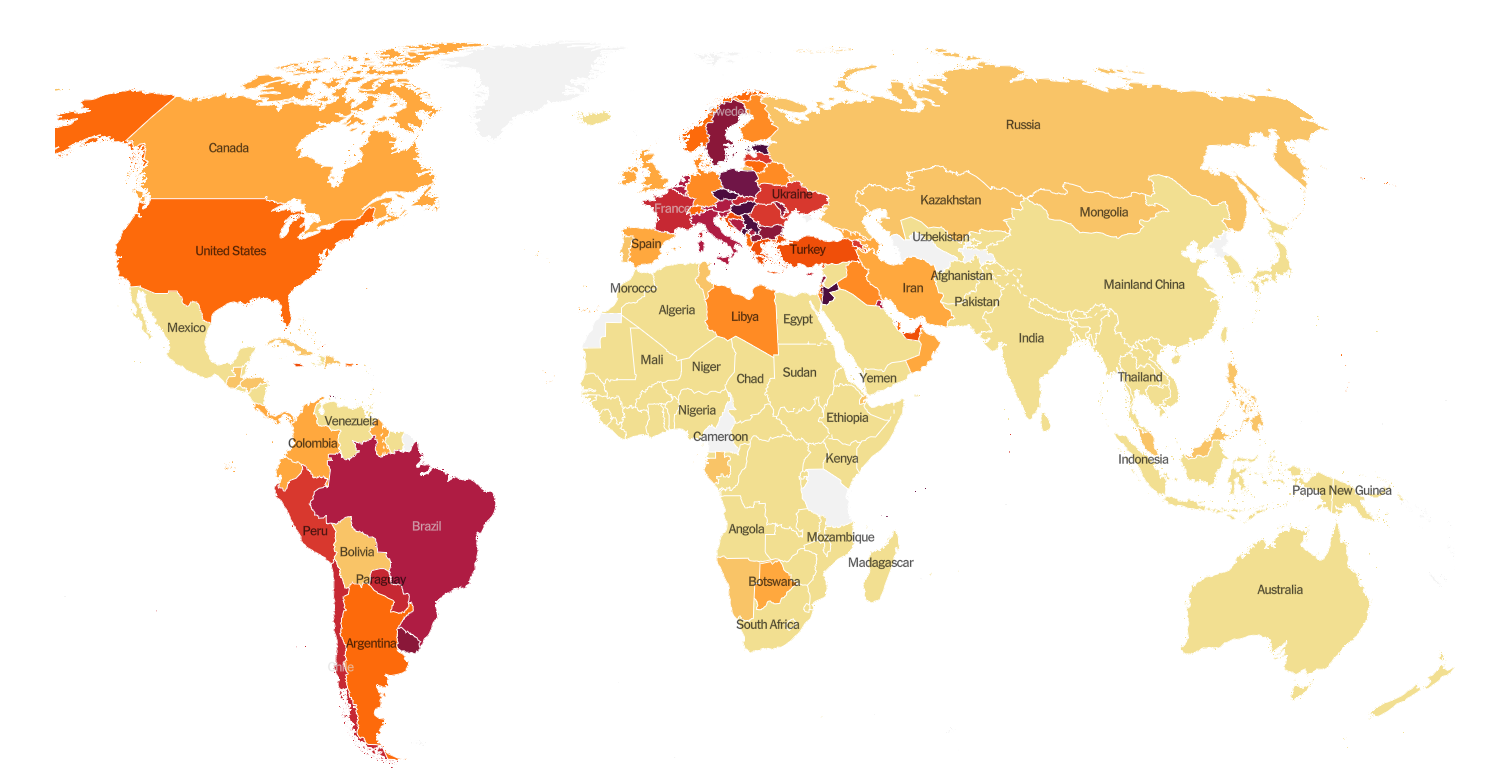 Canada
United States
Mexico
Venezuela
Colombia
Peru
Brazil
Bolivia
Paraguay
Argentina
Chile
Sweden
Ukraine
France
Spain
Turkey
Russia
Kazakhstan
Mongolia
Uzbekistan
Afghanistan
Pakistan
Iran
Mainland China
India
Thailand
Indonesia
Papua New Guinea
Australia
Morocco
Algeria
Libya
Egypt
Mali
Niger
Chad
Sudan
Yemen
Nigeria
Ethiopia
Cameroon
Kenya
Angola
Mozambique
Madagascar
Botswana
South Africa